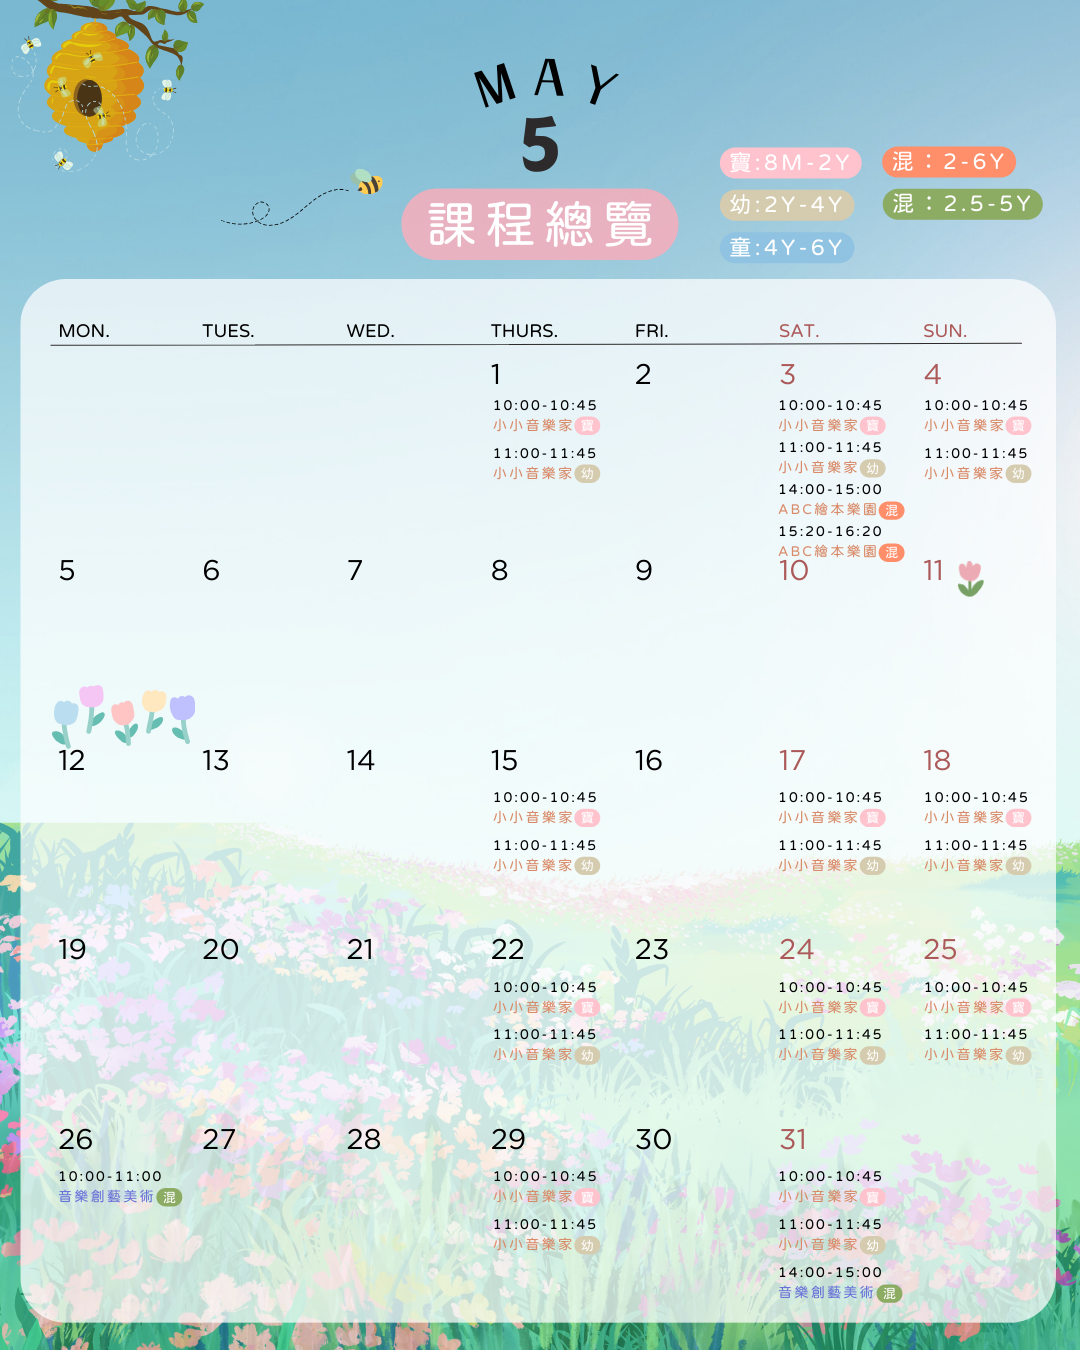 MAY
5
課程總覽
寶:8M-2Y
混：2-6Y
幼:2Y-4Y
混：2.5-5Y
童:4Y-6Y
MON. TUES. WED. THURS. FRI. SAT. SUN.
1
10:00-10:45
小小音樂家 寶
11:00-11:45
小小音樂家 幼
2
3
10:00-10:45
小小音樂家 寶
11:00-11:45
小小音樂家 幼
14:00-15:00
ABC繪本樂園 混
15:20-16:20
ABC繪本樂園 混
4
10:00-10:45
小小音樂家 寶
11:00-11:45
小小音樂家 幼
5
6
7
8
9
10
11
12
13
14
15
10:00-10:45
小小音樂家 寶
11:00-11:45
小小音樂家 幼
16
17
10:00-10:45
小小音樂家 寶
11:00-11:45
小小音樂家 幼
18
10:00-10:45
小小音樂家 寶
11:00-11:45
小小音樂家 幼
19
20
21
22
10:00-10:45
小小音樂家 寶
11:00-11:45
小小音樂家 幼
23
24
10:00-10:45
小小音樂家 寶
11:00-11:45
小小音樂家 幼
25
10:00-10:45
小小音樂家 寶
11:00-11:45
小小音樂家 幼
26
10:00-11:00
音樂創藝美術 混
27
28
29
10:00-10:45
小小音樂家 寶
11:00-11:45
小小音樂家 幼
30
31
10:00-10:45
小小音樂家 寶
11:00-11:45
小小音樂家 幼
14:00-15:00
音樂創藝美術 混